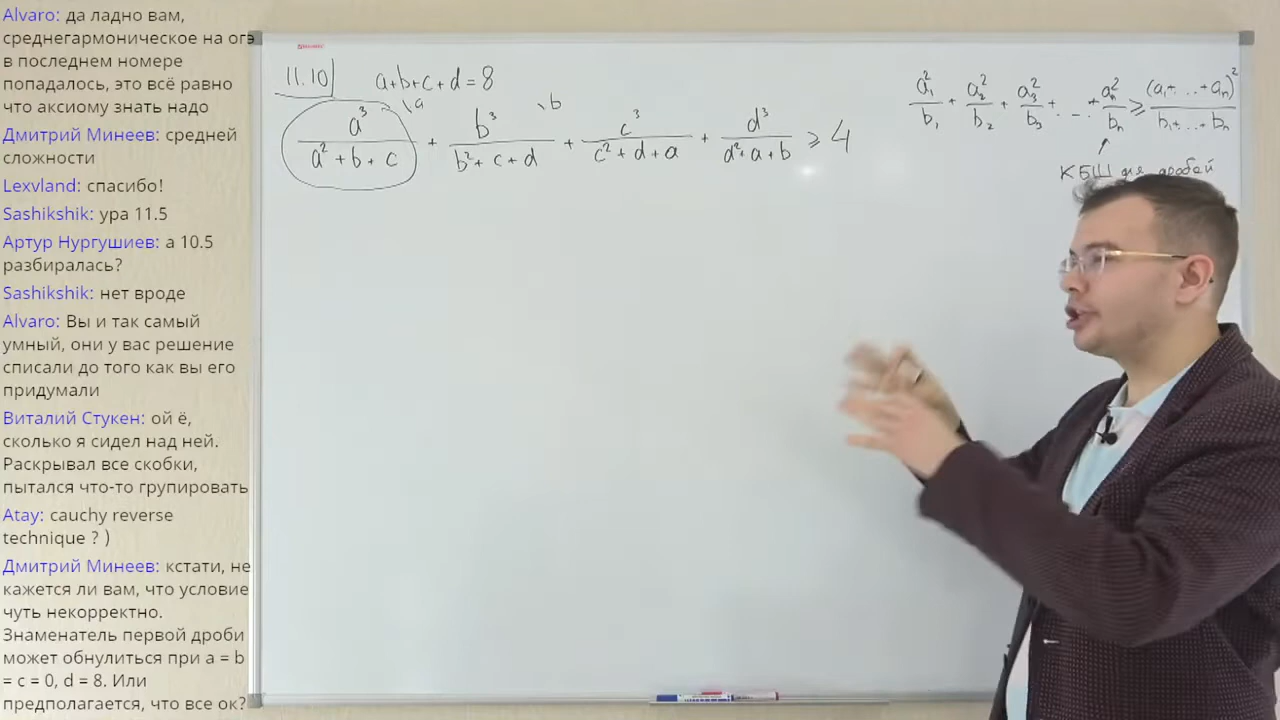 Alvaro: да ладно вам,
среднегармоническое на огэ
в последнем номере
попадалось, это всё равно
что аксиому знать надо
Дмитрий Минеев: средней
сложности
Lexvland: спасибо!
Sashikshik: ура 11.5
Артур Нургушиев: а 10.5
разбиралась?
Sashikshik: нет вроде
Alvaro: Вы и так самый
умный, они у вас решение
списали до того как вы его
придумали
Виталий Стукен: ой ё,
сколько я сидел над ней.
Раскрывал все скобки,
пытался что-то групировать
Atay: cauchy reverse
technique ? )
Дмитрий Минеев: кстати, не
кажется ли вам, что условие
чуть некорректно.
Знаменатель первой дроби
может обнулиться при a = b
= c = 0, d = 8. Или
предполагается, что все ок?
11.10 a+b+c+d=8
\a \b
a³/(a²+b+c) + b³/(b²+c+d) + c³/(c²+d+a) + d³/(d²+a+b) ⩾ 4
a₁²/b₁ + a₂²/b₂ + a₃²/b₃ + ... + aₙ²/bₙ ⩾ (a₁+...+aₙ)²/(b₁+...+bₙ)
КБШ для дробей